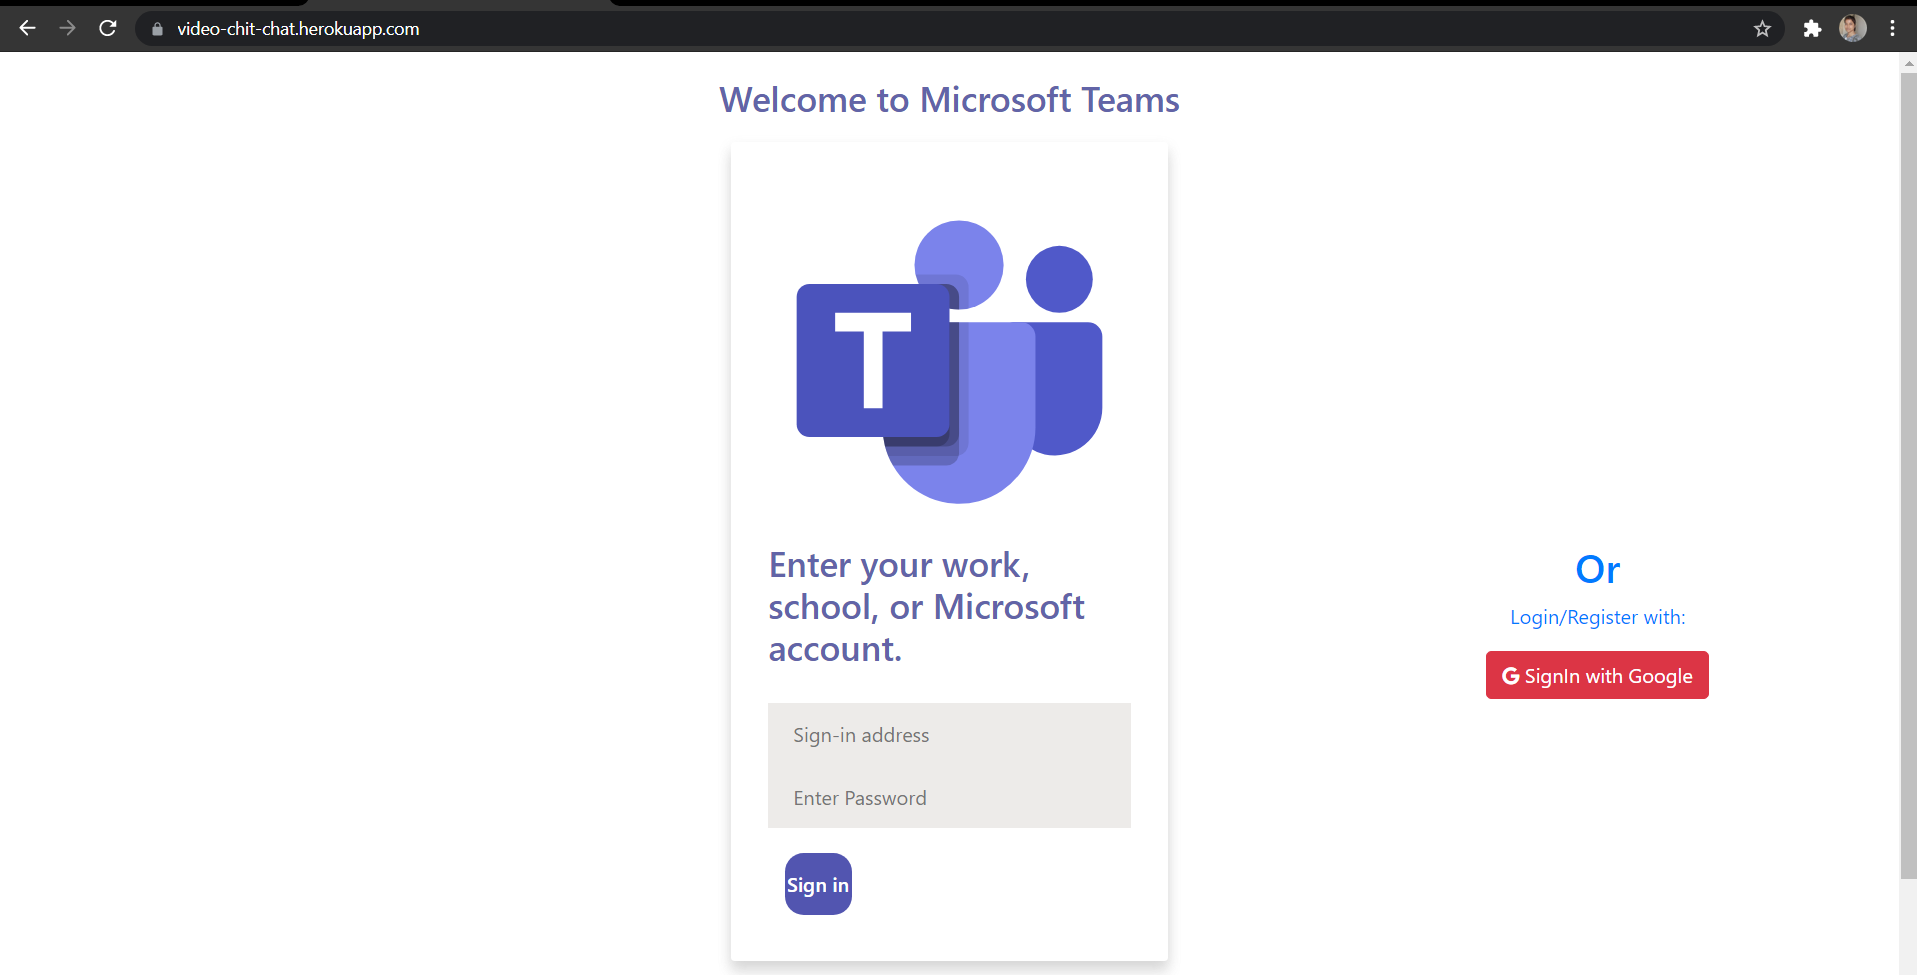 video-chit-chat.herokuapp.com
Welcome to Microsoft Teams
T
Enter your work,
school, or Microsoft
account.
Sign-in address
Enter Password
Sign in
Or
Login/Register with:
G SignIn with Google